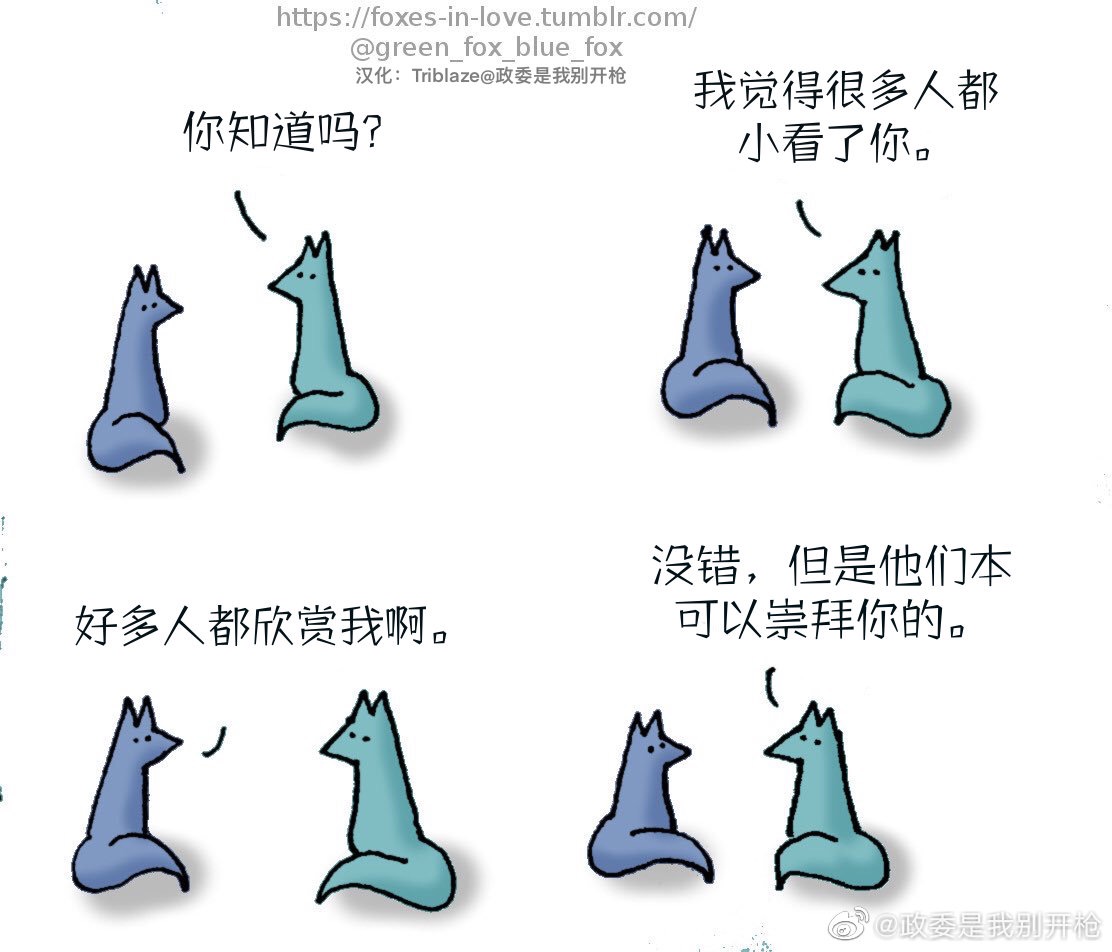 https://foxes-in-love.tumblr.com/
@green_fox_blue_fox
汉化：Triblaze@政委是我别开枪
你知道吗?
我觉得很多人都
小看了你。
好多人都欣赏我啊。
没错，但是他们本
可以崇拜你的。
@政委是我别开枪